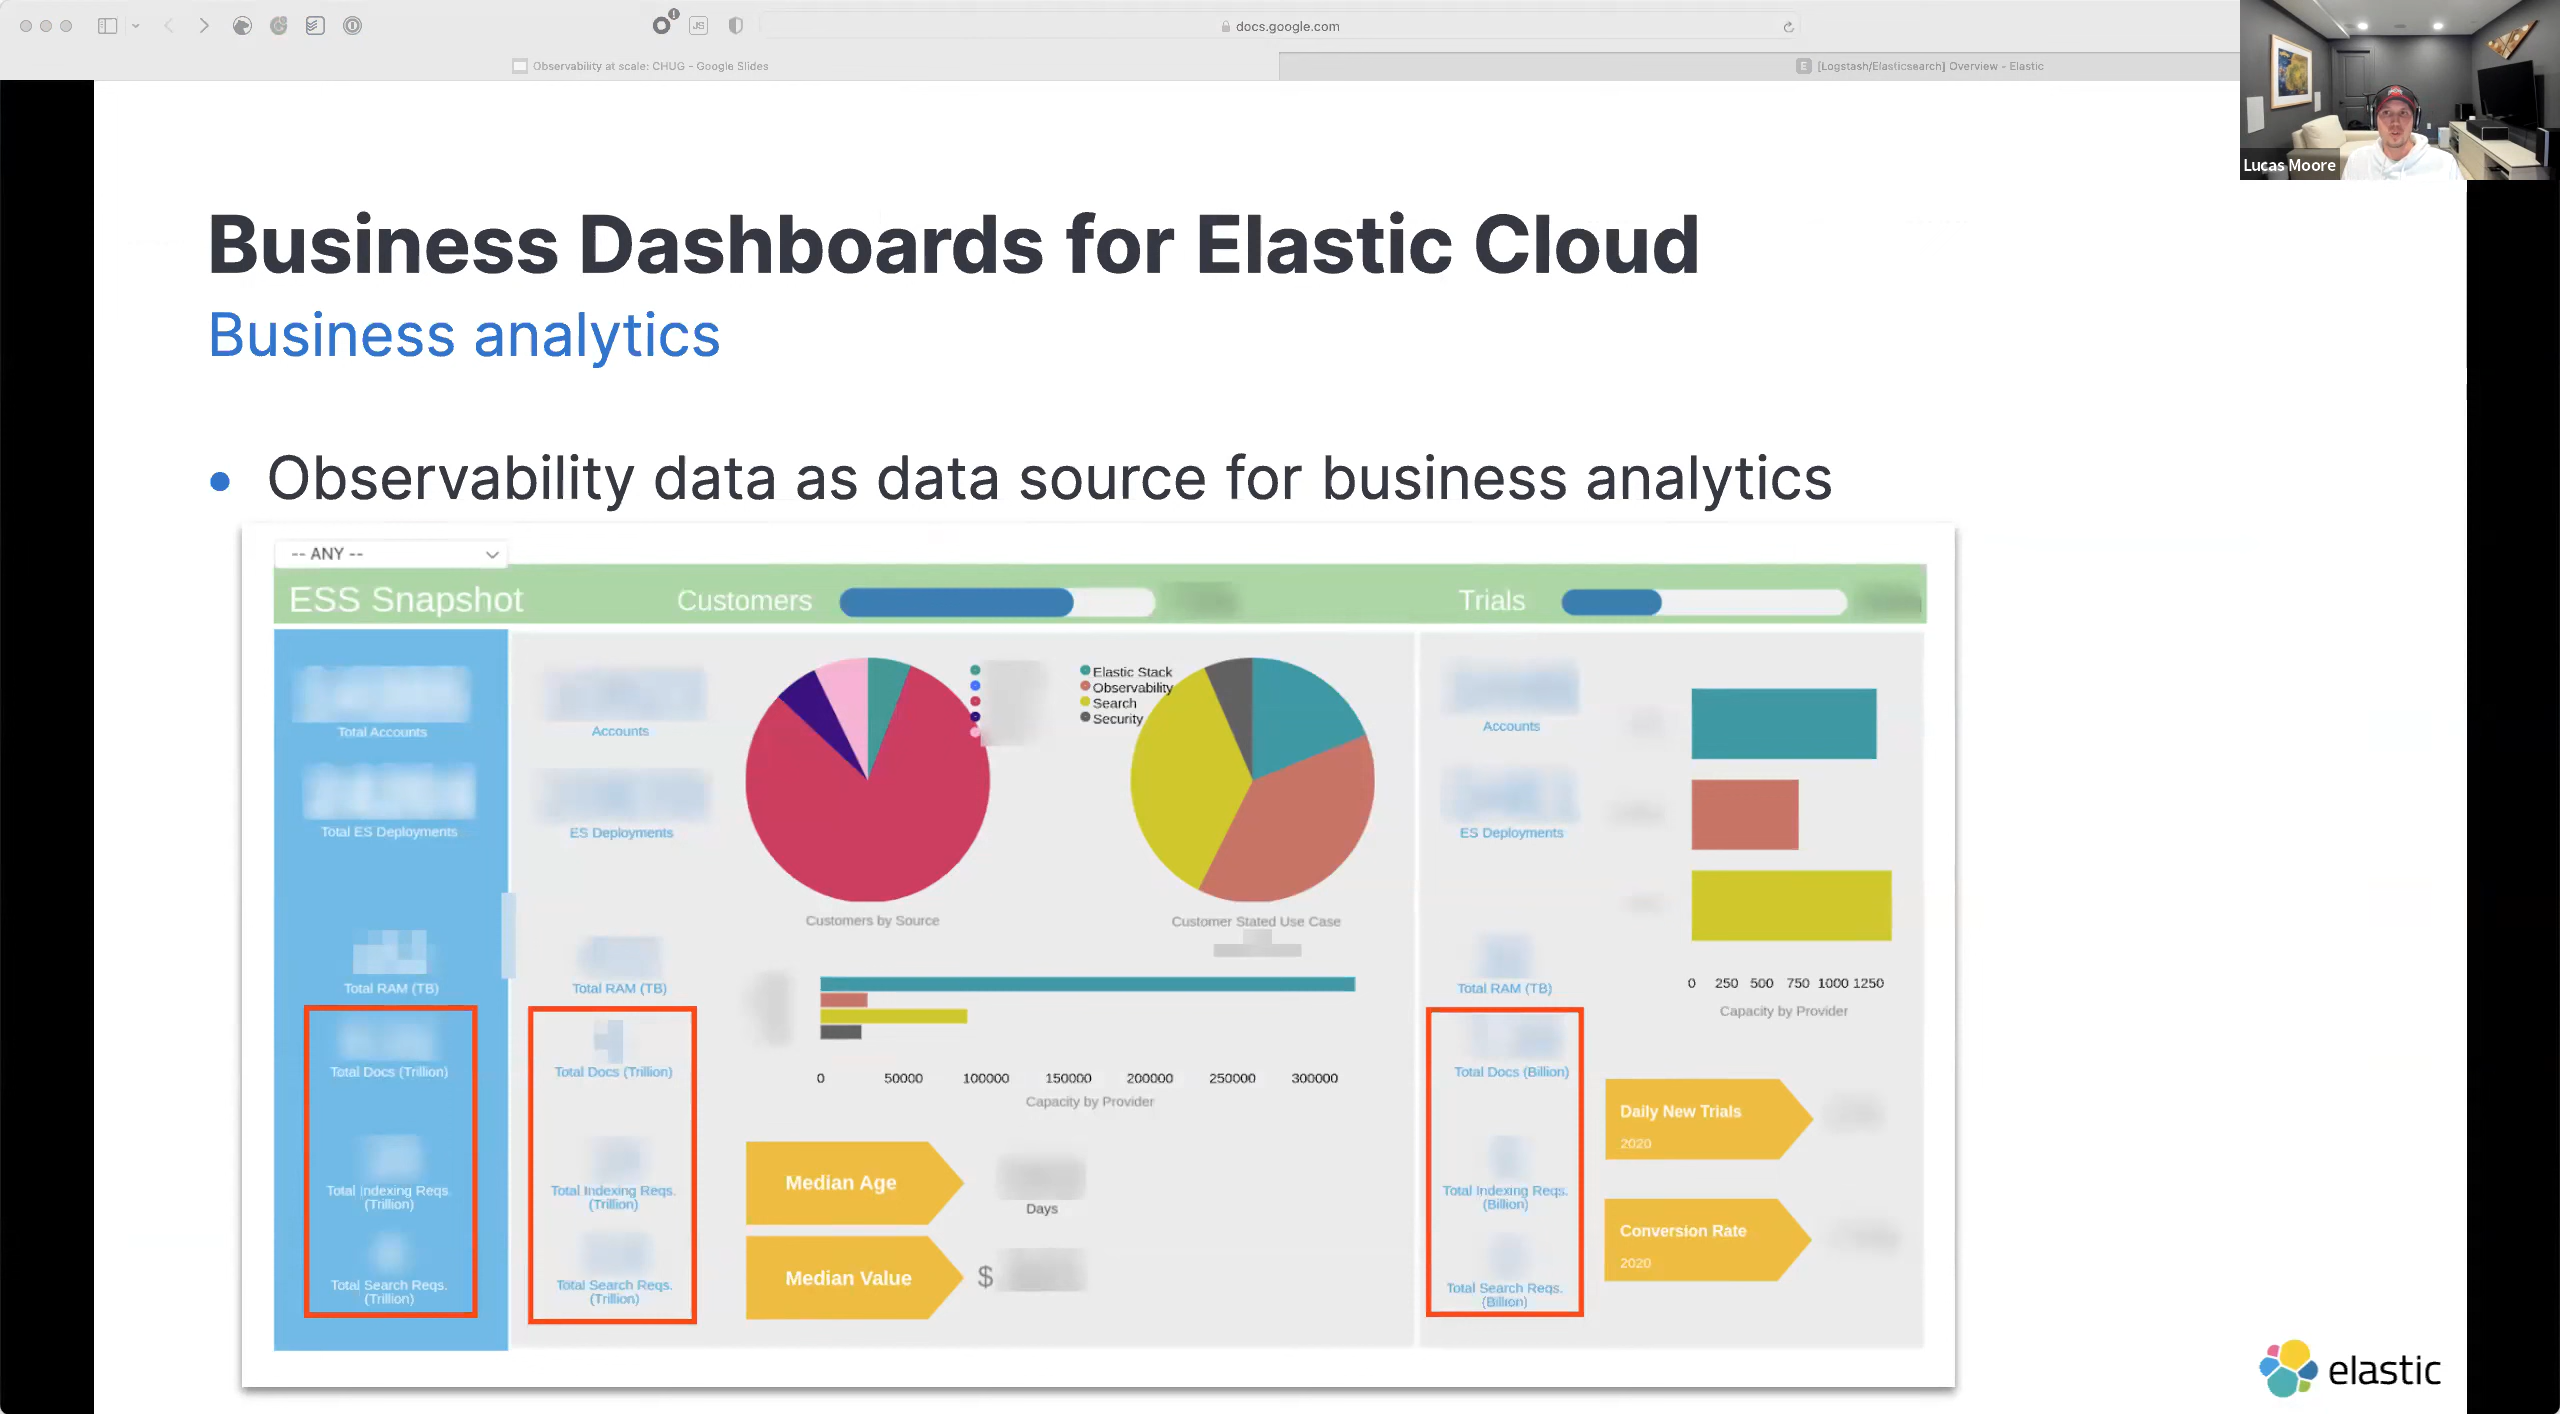 docs.google.com
Observability at scale: CHUG - Google Slides
[Logstash/Elasticsearch] Overview - Elastic
Lucas Moore
Business Dashboards for Elastic Cloud
Business analytics
Observability data as data source for business analytics
-- ANY --
ESS Snapshot
Customers
Trials
Total Accounts
Total ES Deployments
Total RAM (TB)
Total Docs (Trillion)
Total Indexing Reqs.
(Trillion)
Total Search Reqs.
(Trillion)
Accounts
ES Deployments
Total RAM (TB)
Total Docs (Trillion)
Total Indexing Reqs.
(Trillion)
Total Search Reqs.
(Trillion)
Customers by Source
Elastic Stack
Observability
Search
Security
Customer Stated Use Case
0 50000 100000 150000 200000 250000 300000
Capacity by Provider
Median Age
Days
Median Value
$
Accounts
ES Deployments
Total RAM (TB)
Total Docs (Billion)
Total Indexing Reqs.
(Billion)
Total Search Reqs.
(Billion)
0 250 500 750 1000 1250
Capacity by Provider
Daily New Trials
2020
Conversion Rate
2020
elastic